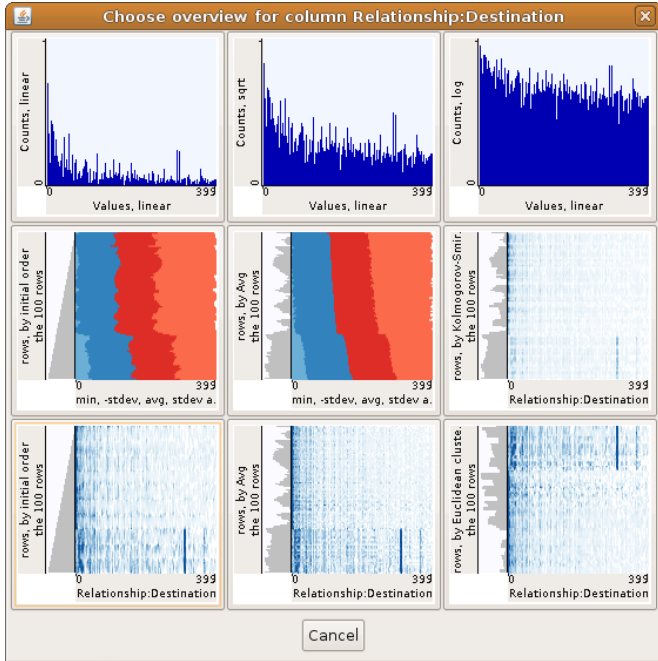 Choose overview for column Relationship:Destination
Counts, linear
0
0
399
Values, linear
Counts, sqrt
0
0
399
Values, linear
Counts, log
0
0
399
Values, linear
rows, by initial order
the 100 rows
0
399
min, -stdev, avg, stdev a.
rows, by Avg
the 100 rows
0
399
min, -stdev, avg, stdev a.
rows, by Kolmogorov-Smir.
the 100 rows
0
399
Relationship:Destination
rows, by initial order
the 100 rows
0
399
Relationship:Destination
rows, by Avg
the 100 rows
0
399
Relationship:Destination
rows, by Euclidean cluste.
the 100 rows
0
399
Relationship:Destination
Cancel